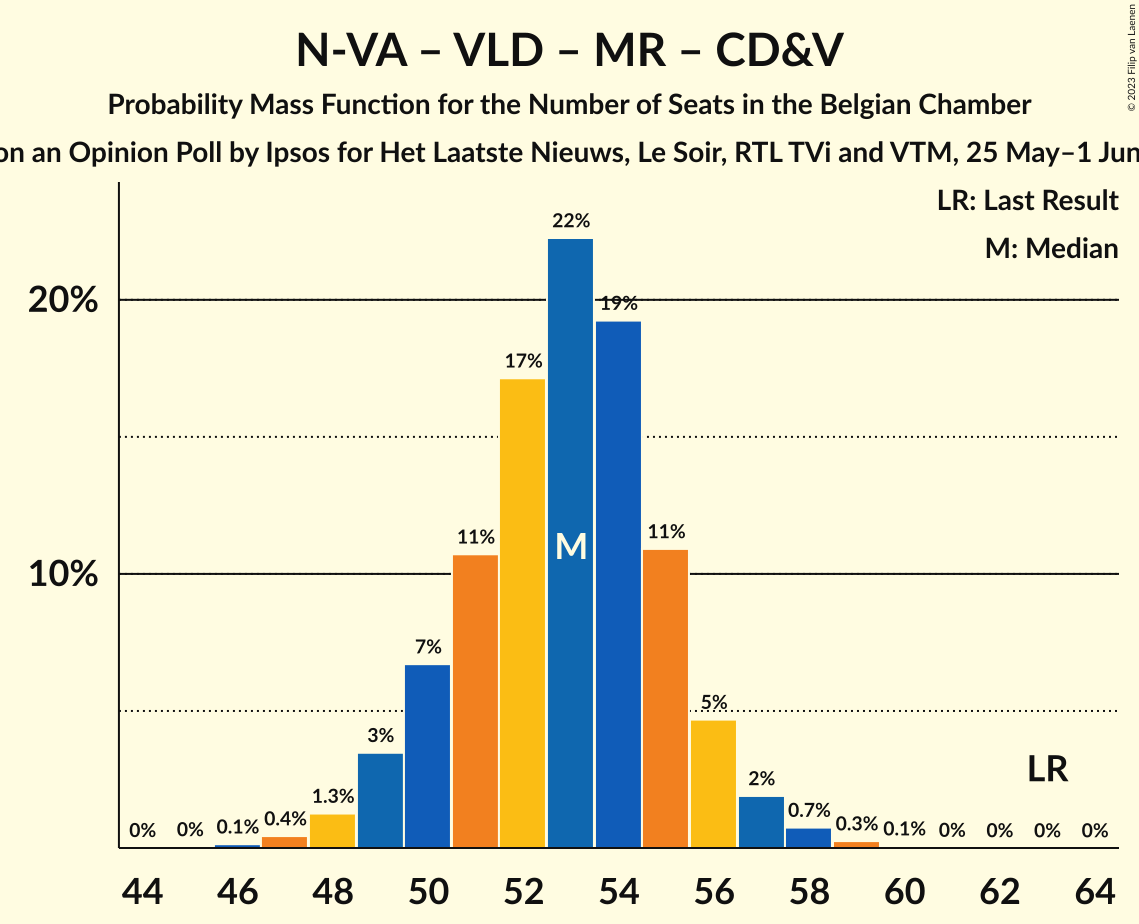 N-VA – VLD – MR – CD&V
Probability Mass Function for the Number of Seats in the Belgian Chamber
on an Opinion Poll by Ipsos for Het Laatste Nieuws, Le Soir, RTL TVi and VTM, 25 May–1 Jun
© 2023 Filip van Laenen
LR: Last Result
M: Median
22%
20%
19%
17%
M
11%
11%
10%
7%
5%
3%
2%
LR
1.3%
0.7%
0% 0% 0.1% 0.4% 0.3% 0.1% 0% 0% 0% 0%
44 46 48 50 52 54 56 58 60 62 64